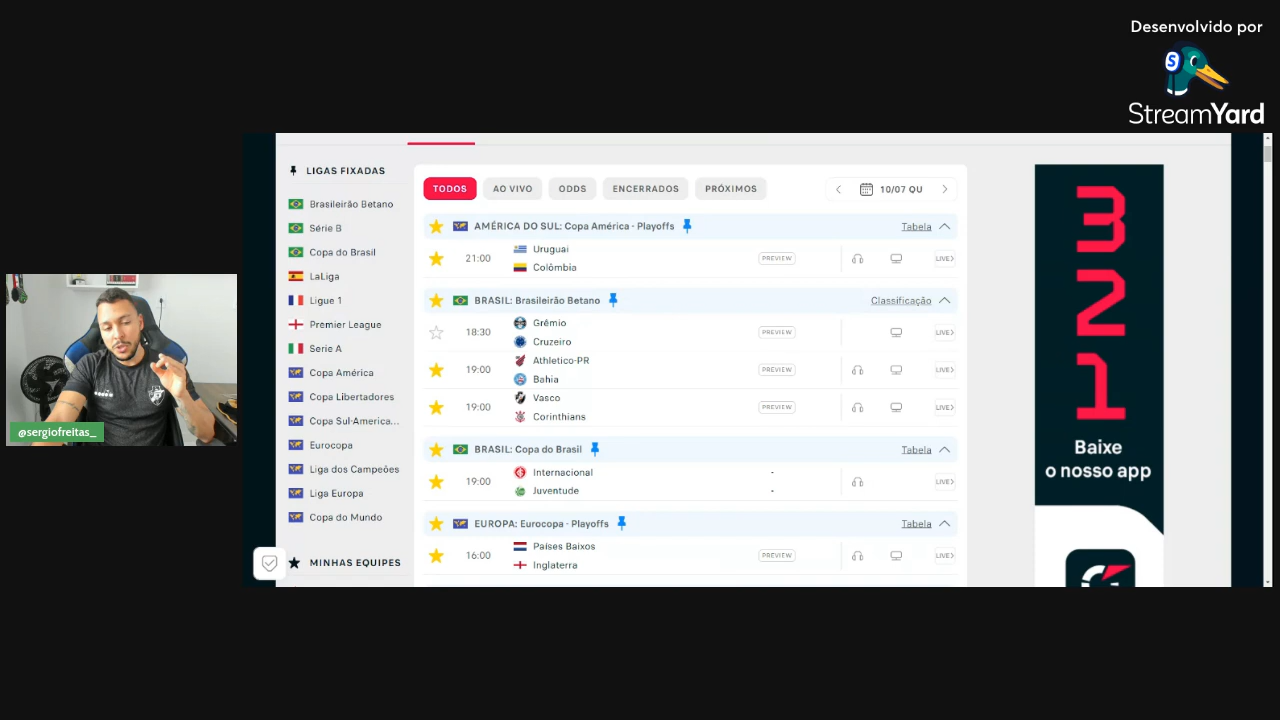 Desenvolvido por
StreamYard
LIGAS FIXADAS
Brasileirão Betano
Série B
Copa do Brasil
LaLiga
Ligue 1
Premier League
Serie A
Copa América
Copa Libertadores
Copa Sul-America...
Eurocopa
Liga dos Campeões
Liga Europa
Copa do Mundo
MINHAS EQUIPES
TODOS AO VIVO ODDS ENCERRADOS PRÓXIMOS 10/07 QU
AMÉRICA DO SUL: Copa América - Playoffs Tabela
21:00 Uruguai PREVIEW LIVE
Colômbia
BRASIL: Brasileirão Betano Classificação
18:30 Grêmio PREVIEW LIVE
Cruzeiro
19:00 Athletico-PR PREVIEW LIVE
Bahia
19:00 Vasco PREVIEW LIVE
Corinthians
BRASIL: Copa do Brasil Tabela
19:00 Internacional - LIVE
Juventude -
EUROPA: Eurocopa - Playoffs Tabela
16:00 Países Baixos PREVIEW LIVE
Inglaterra
123
Baixe
o nosso app
@sergiofreitas_